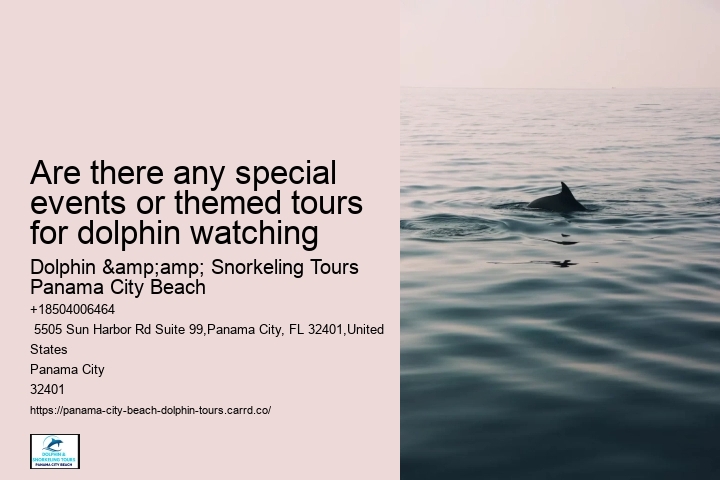 Are there any special
events or themed tours
for dolphin watching
Dolphin &amp;amp; Snorkeling Tours
Panama City Beach
+18504006464
5505 Sun Harbor Rd Suite 99,Panama City, FL 32401,United
States
Panama City
32401
https://panama-city-beach-dolphin-tours.carrd.co/
DOLPHIN &
SNORKELING TOURS
PANAMA CITY BEACH